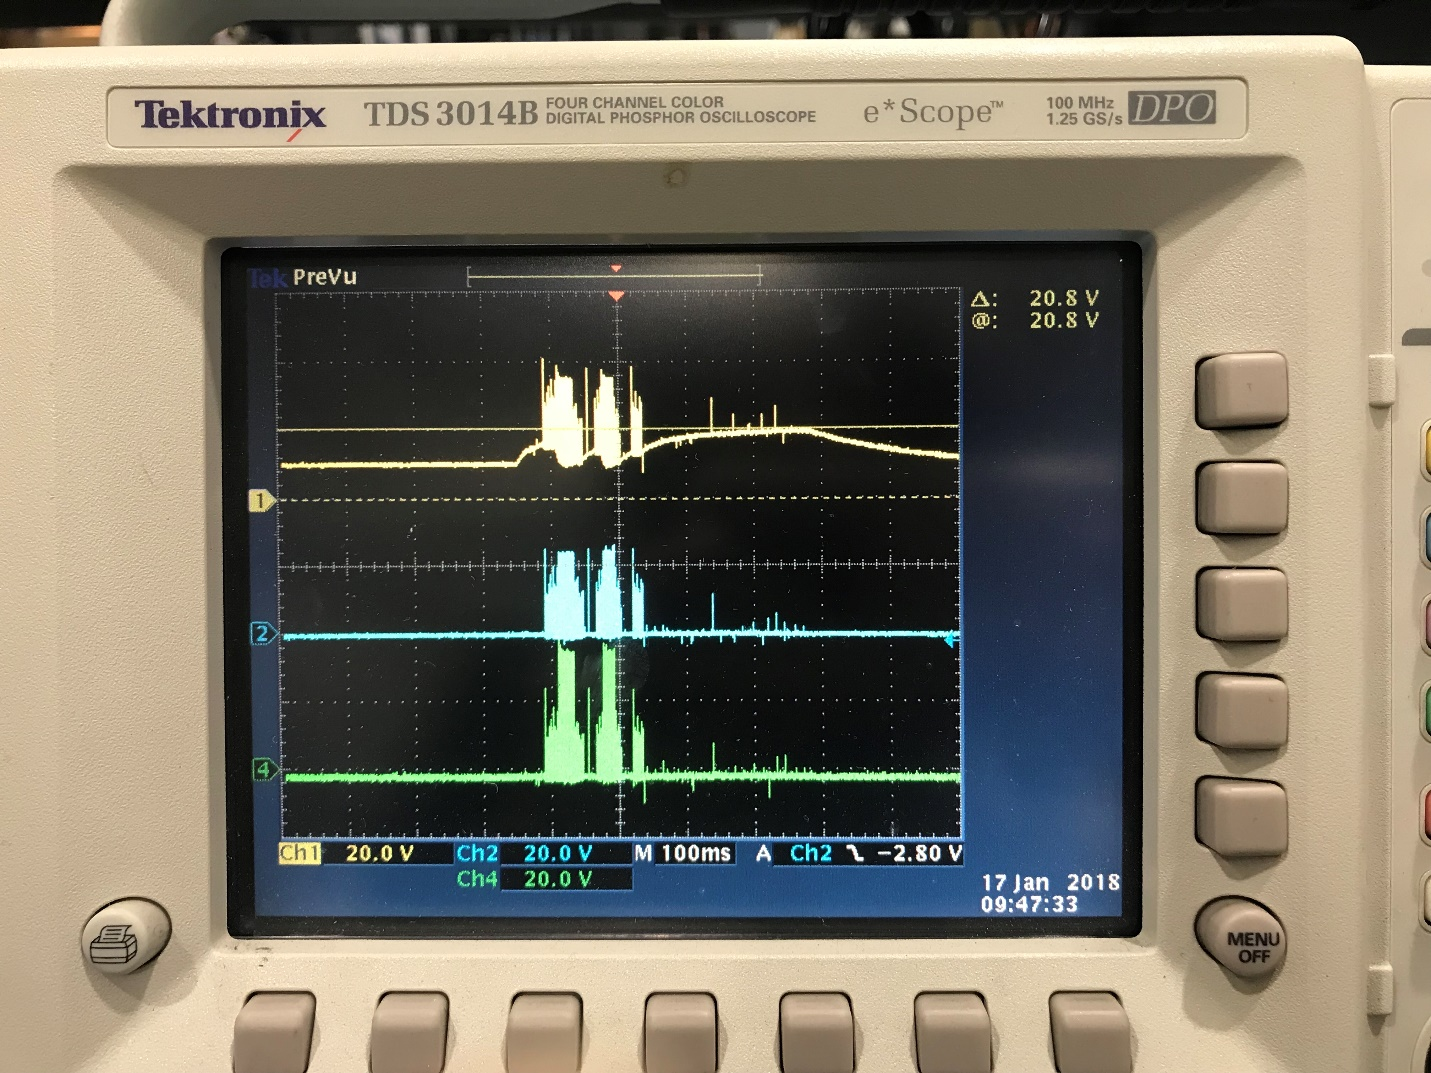 Tektronix TDS 3014B FOUR CHANNEL COLOR DIGITAL PHOSPHOR OSCILLOSCOPE e*Scope™ 100 MHz 1.25 GS/s DPO
Tek PreVu
Δ: 20.8 V
@: 20.8 V
1
2
4
Ch1 20.0 V Ch2 20.0 V M 100ms A Ch2 -2.80 V
Ch4 20.0 V
17 Jan 2018
09:47:33
MENU
OFF